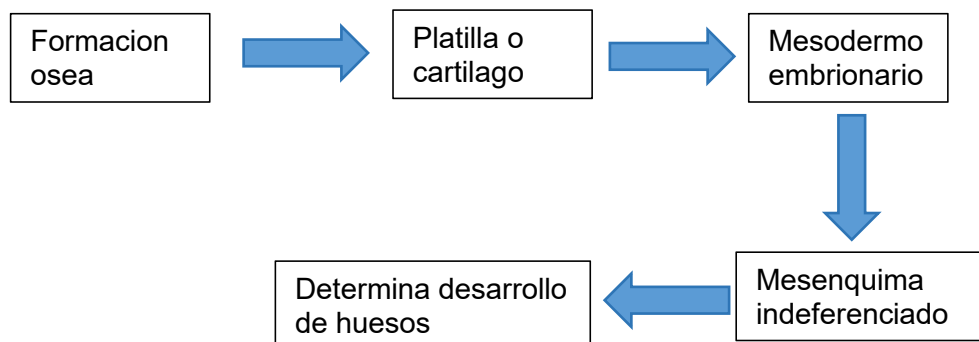 Formacion
osea
Platilla o
cartilago
Mesodermo
embrionario
Mesenquima
indeferenciado
Determina desarrollo
de huesos